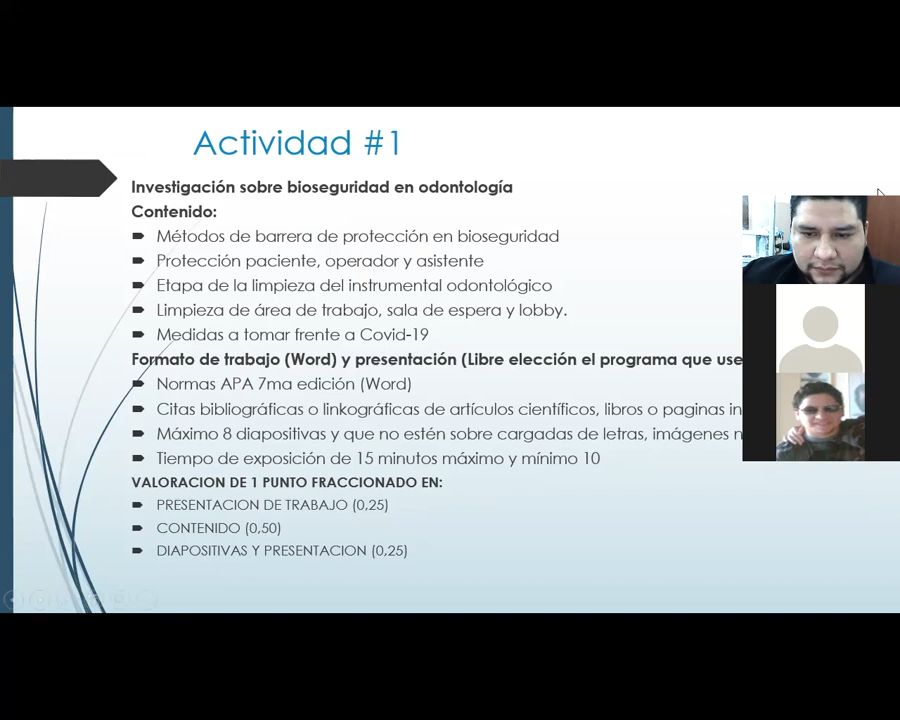 Actividad #1
Investigación sobre bioseguridad en odontología
Contenido:
Métodos de barrera de protección en bioseguridad
Protección paciente, operador y asistente
Etapa de la limpieza del instrumental odontológico
Limpieza de área de trabajo, sala de espera y lobby.
Medidas a tomar frente a Covid-19
Formato de trabajo (Word) y presentación (Libre elección el programa que use
Normas APA 7ma edición (Word)
Citas bibliográficas o linkográficas de artículos científicos, libros o paginas in
Máximo 8 diapositivas y que no estén sobre cargadas de letras, imágenes n
Tiempo de exposición de 15 minutos máximo y mínimo 10
VALORACION DE 1 PUNTO FRACCIONADO EN:
PRESENTACION DE TRABAJO (0,25)
CONTENIDO (0,50)
DIAPOSITIVAS Y PRESENTACION (0,25)